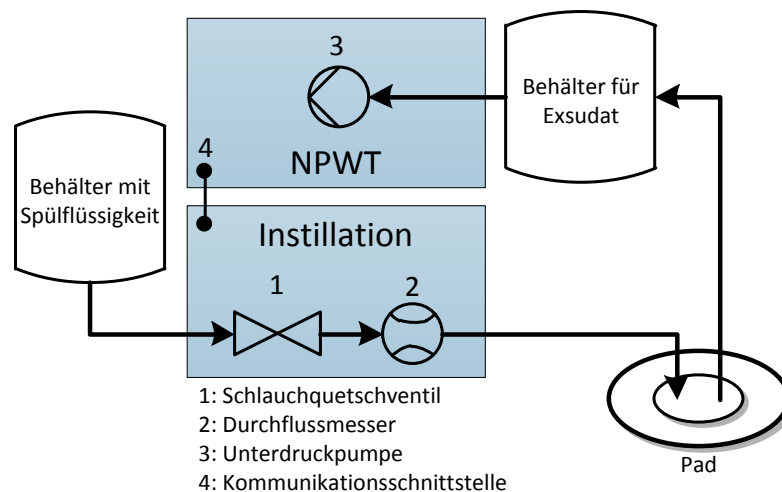 3
Behälter für
Exsudat
4
NPWT
Behälter mit
Spülflüssigkeit
Instillation
1
2
1: Schlauchquetschventil
2: Durchflussmesser
3: Unterdruckpumpe
4: Kommunikationsschnittstelle
Pad